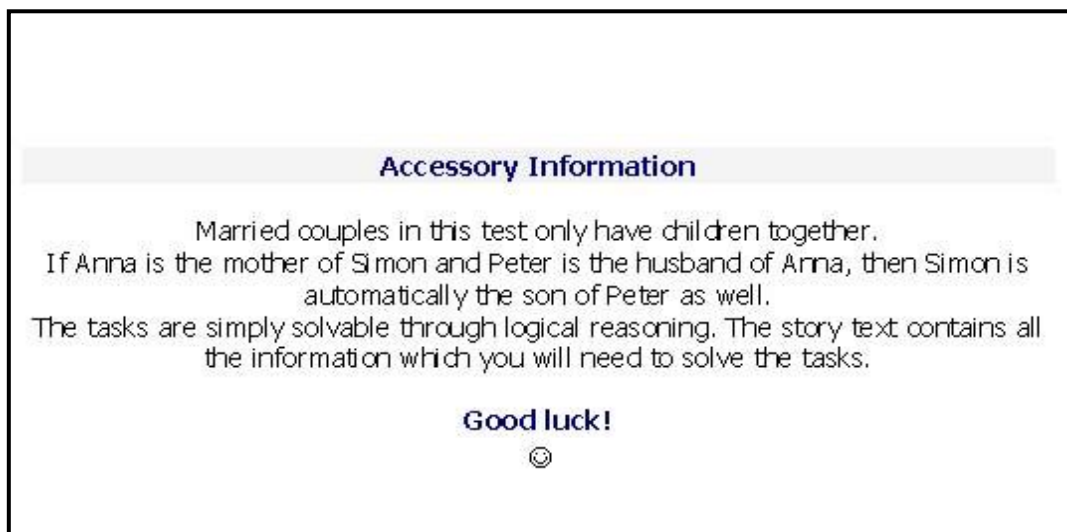 Accessory Information
Married couples in this test only have children together.
If Anna is the mother of Simon and Peter is the husband of Anna, then Simon is
automatically the son of Peter as well.
The tasks are simply solvable through logical reasoning. The story text contains all
the information which you will need to solve the tasks.
Good luck!
☺